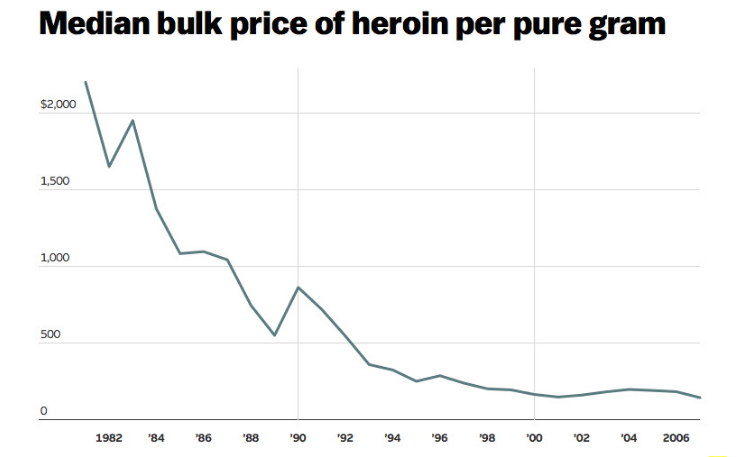 Median bulk price of heroin per pure gram
$2,000
1,500
1,000
500
0
1982 '84 '86 '88 '90 '92 '94 '96 '98 '00 '02 '04 2006